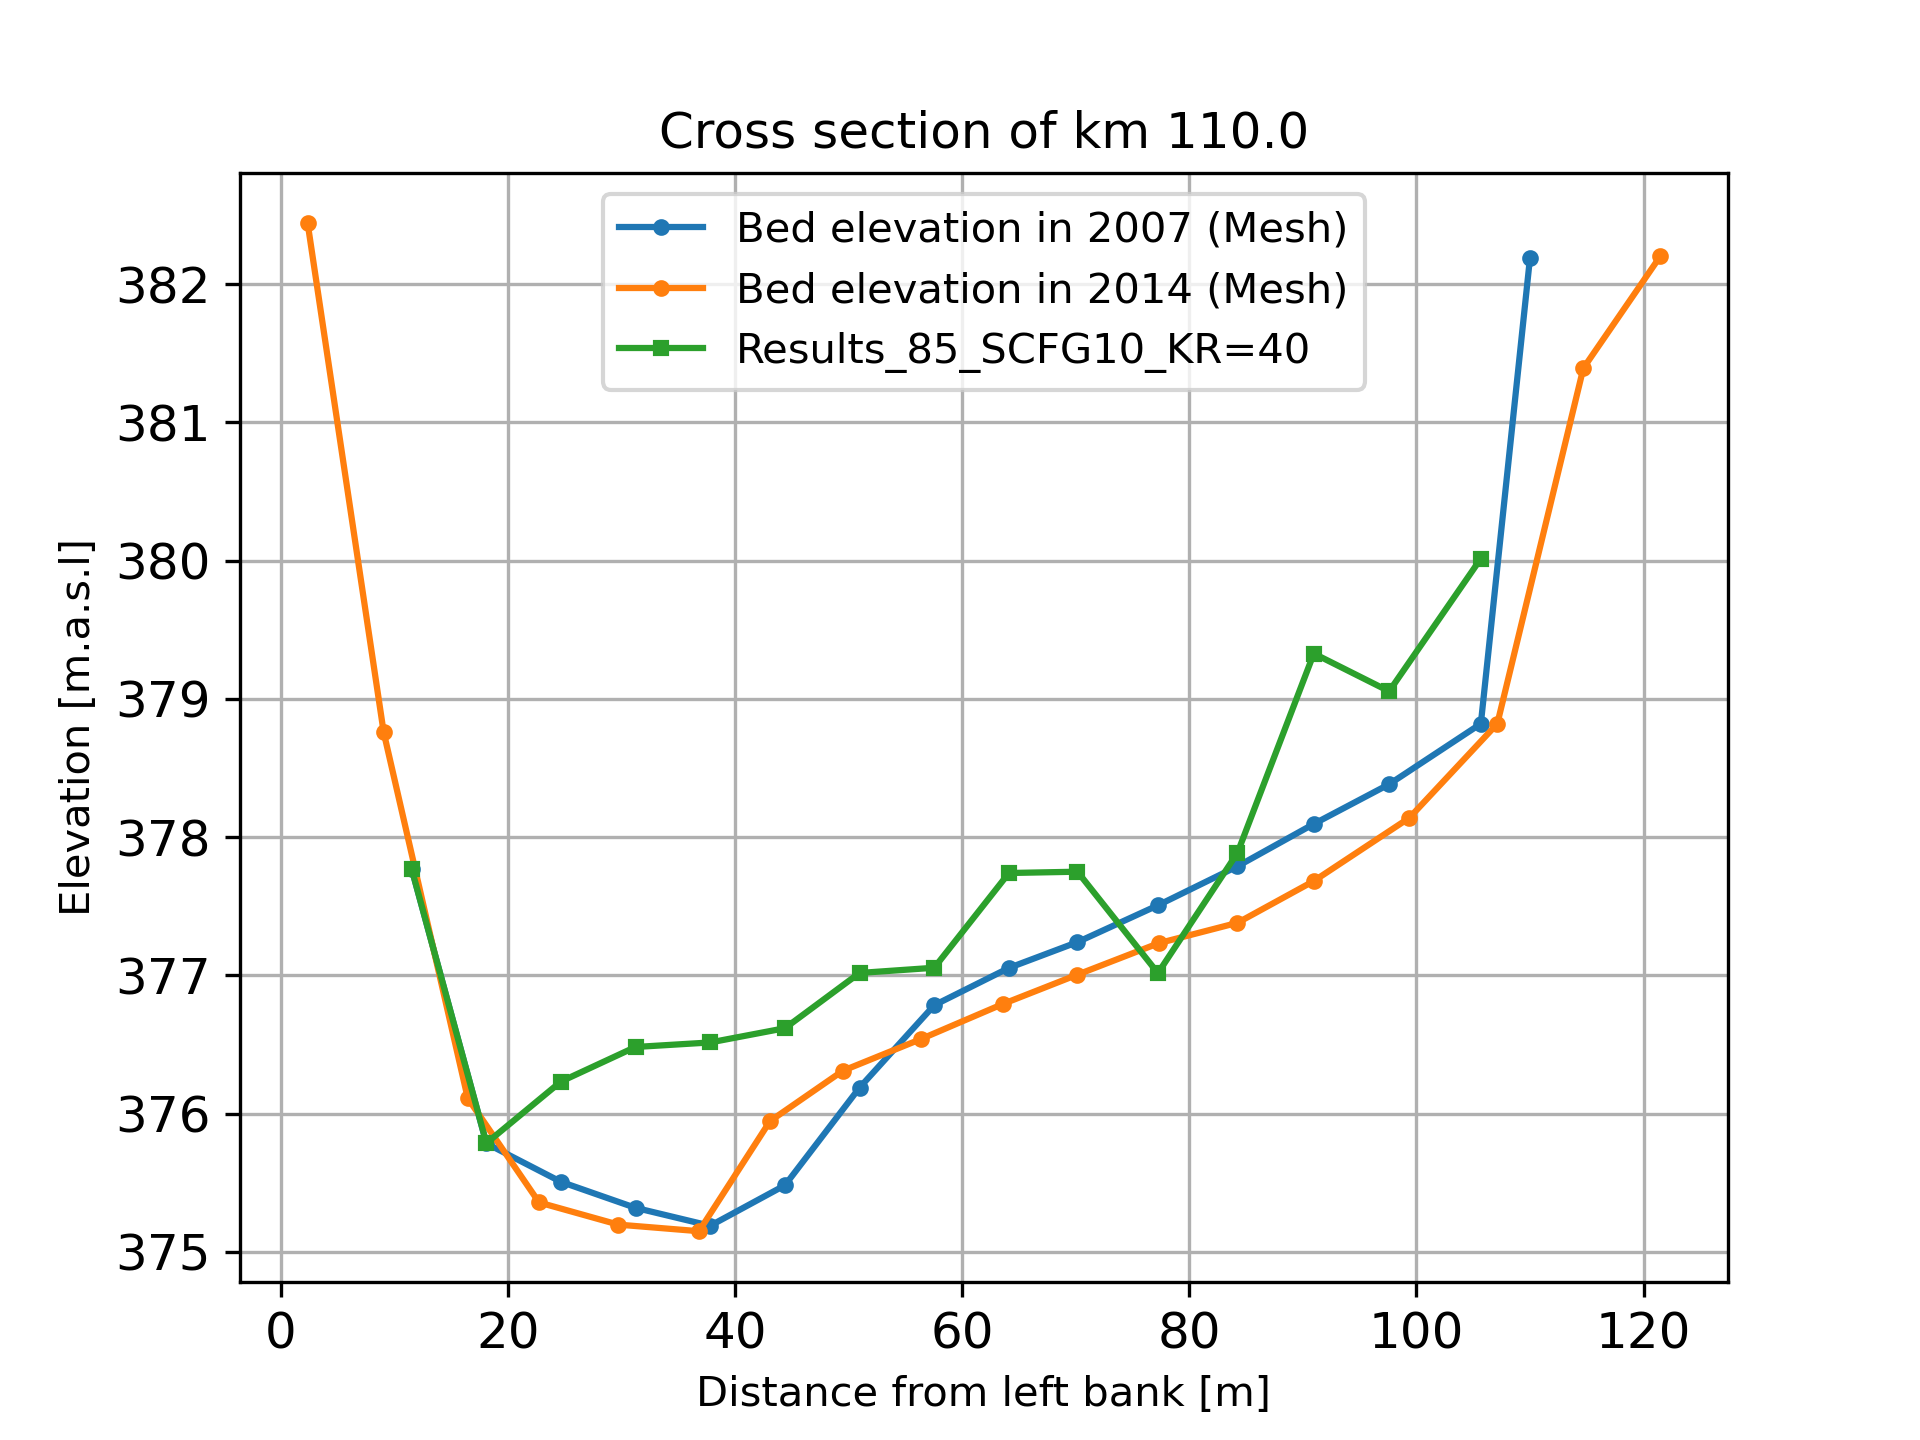 Cross section of km 110.0
Bed elevation in 2007 (Mesh)
Bed elevation in 2014 (Mesh)
Results_85_SCFG10_KR=40
382
381
380
379
378
377
376
375
Elevation [m.a.s.l]
0 20 40 60 80 100 120
Distance from left bank [m]